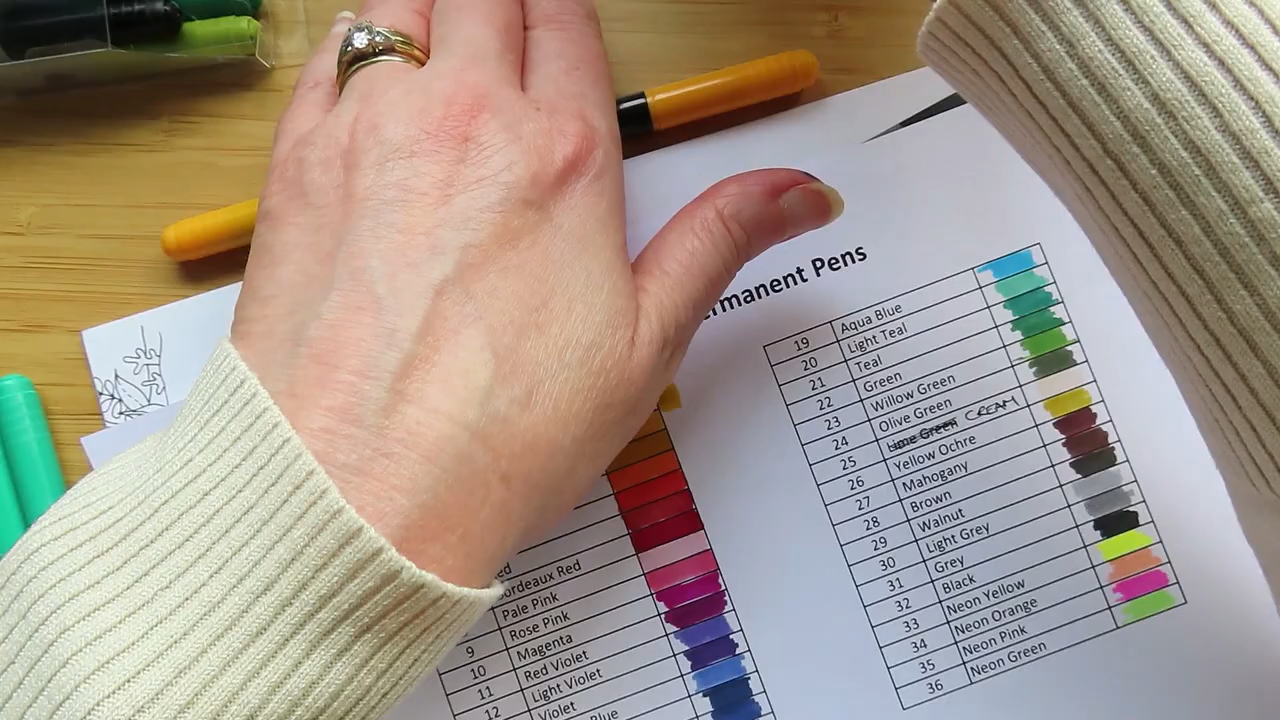 ermanent Pens
ed
ordeaux Red
Pale Pink
9 Rose Pink
10 Magenta
11 Red Violet
12 Light Violet
Violet
Blue
19 Aqua Blue
20 Light Teal
21 Teal
22 Green
23 Willow Green
24 Olive Green
25 Lime Green CREAM
26 Yellow Ochre
27 Mahogany
28 Brown
29 Walnut
30 Light Grey
31 Grey
32 Black
33 Neon Yellow
34 Neon Orange
35 Neon Pink
36 Neon Green